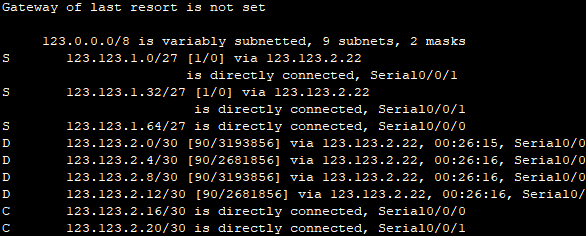 Gateway of last resort is not set
123.0.0.0/8 is variably subnetted, 9 subnets, 2 masks
S 123.123.1.0/27 [1/0] via 123.123.2.22
is directly connected, Serial0/0/1
S 123.123.1.32/27 [1/0] via 123.123.2.22
is directly connected, Serial0/0/1
S 123.123.1.64/27 is directly connected, Serial0/0/0
D 123.123.2.0/30 [90/3193856] via 123.123.2.22, 00:26:15, Serial0/0
D 123.123.2.4/30 [90/2681856] via 123.123.2.22, 00:26:16, Serial0/0
D 123.123.2.8/30 [90/3193856] via 123.123.2.22, 00:26:16, Serial0/0
D 123.123.2.12/30 [90/2681856] via 123.123.2.22, 00:26:16, Serial0/
C 123.123.2.16/30 is directly connected, Serial0/0/0
C 123.123.2.20/30 is directly connected, Serial0/0/1